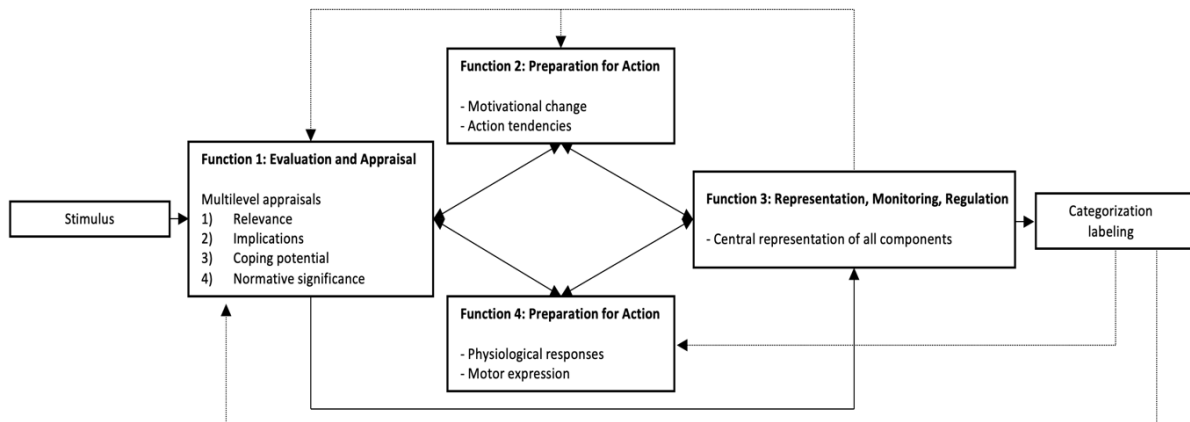 Function 2: Preparation for Action
- Motivational change
- Action tendencies
Function 1: Evaluation and Appraisal
Multilevel appraisals
1) Relevance
2) Implications
3) Coping potential
4) Normative significance
Stimulus
Function 3: Representation, Monitoring, Regulation
- Central representation of all components
Categorization
labeling
Function 4: Preparation for Action
- Physiological responses
- Motor expression